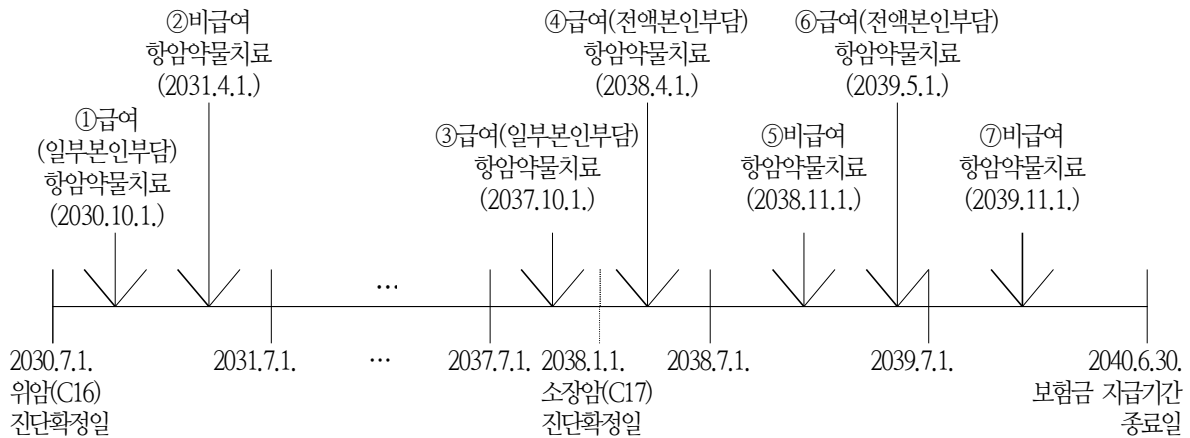 ②비급여
항암약물치료
(2031.4.1.)
④급여(전액본인부담)
항암약물치료
(2038.4.1.)
⑥급여(전액본인부담)
항암약물치료
(2039.5.1.)
①급여
(일부본인부담)
항암약물치료
(2030.10.1.)
③급여(일부본인부담)
항암약물치료
(2037.10.1.)
⑤비급여
항암약물치료
(2038.11.1.)
⑦비급여
항암약물치료
(2039.11.1.)
...
2030.7.1.
위암(C16)
진단확정일
2031.7.1.
...
2037.7.1.
2038.1.1.
소장암(C17)
진단확정일
2038.7.1.
2039.7.1.
2040.6.30.
보험금 지급기간
종료일